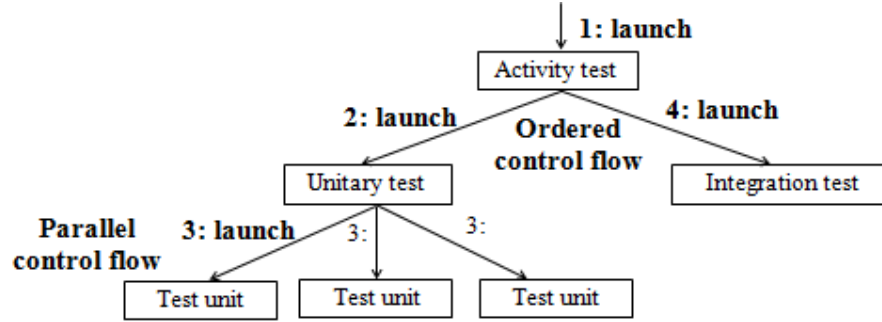 1: launch
Activity test
2: launch
Ordered
control flow
4: launch
Unitary test
Integration test
Parallel
control flow
3: launch
3:
3:
Test unit
Test unit
Test unit